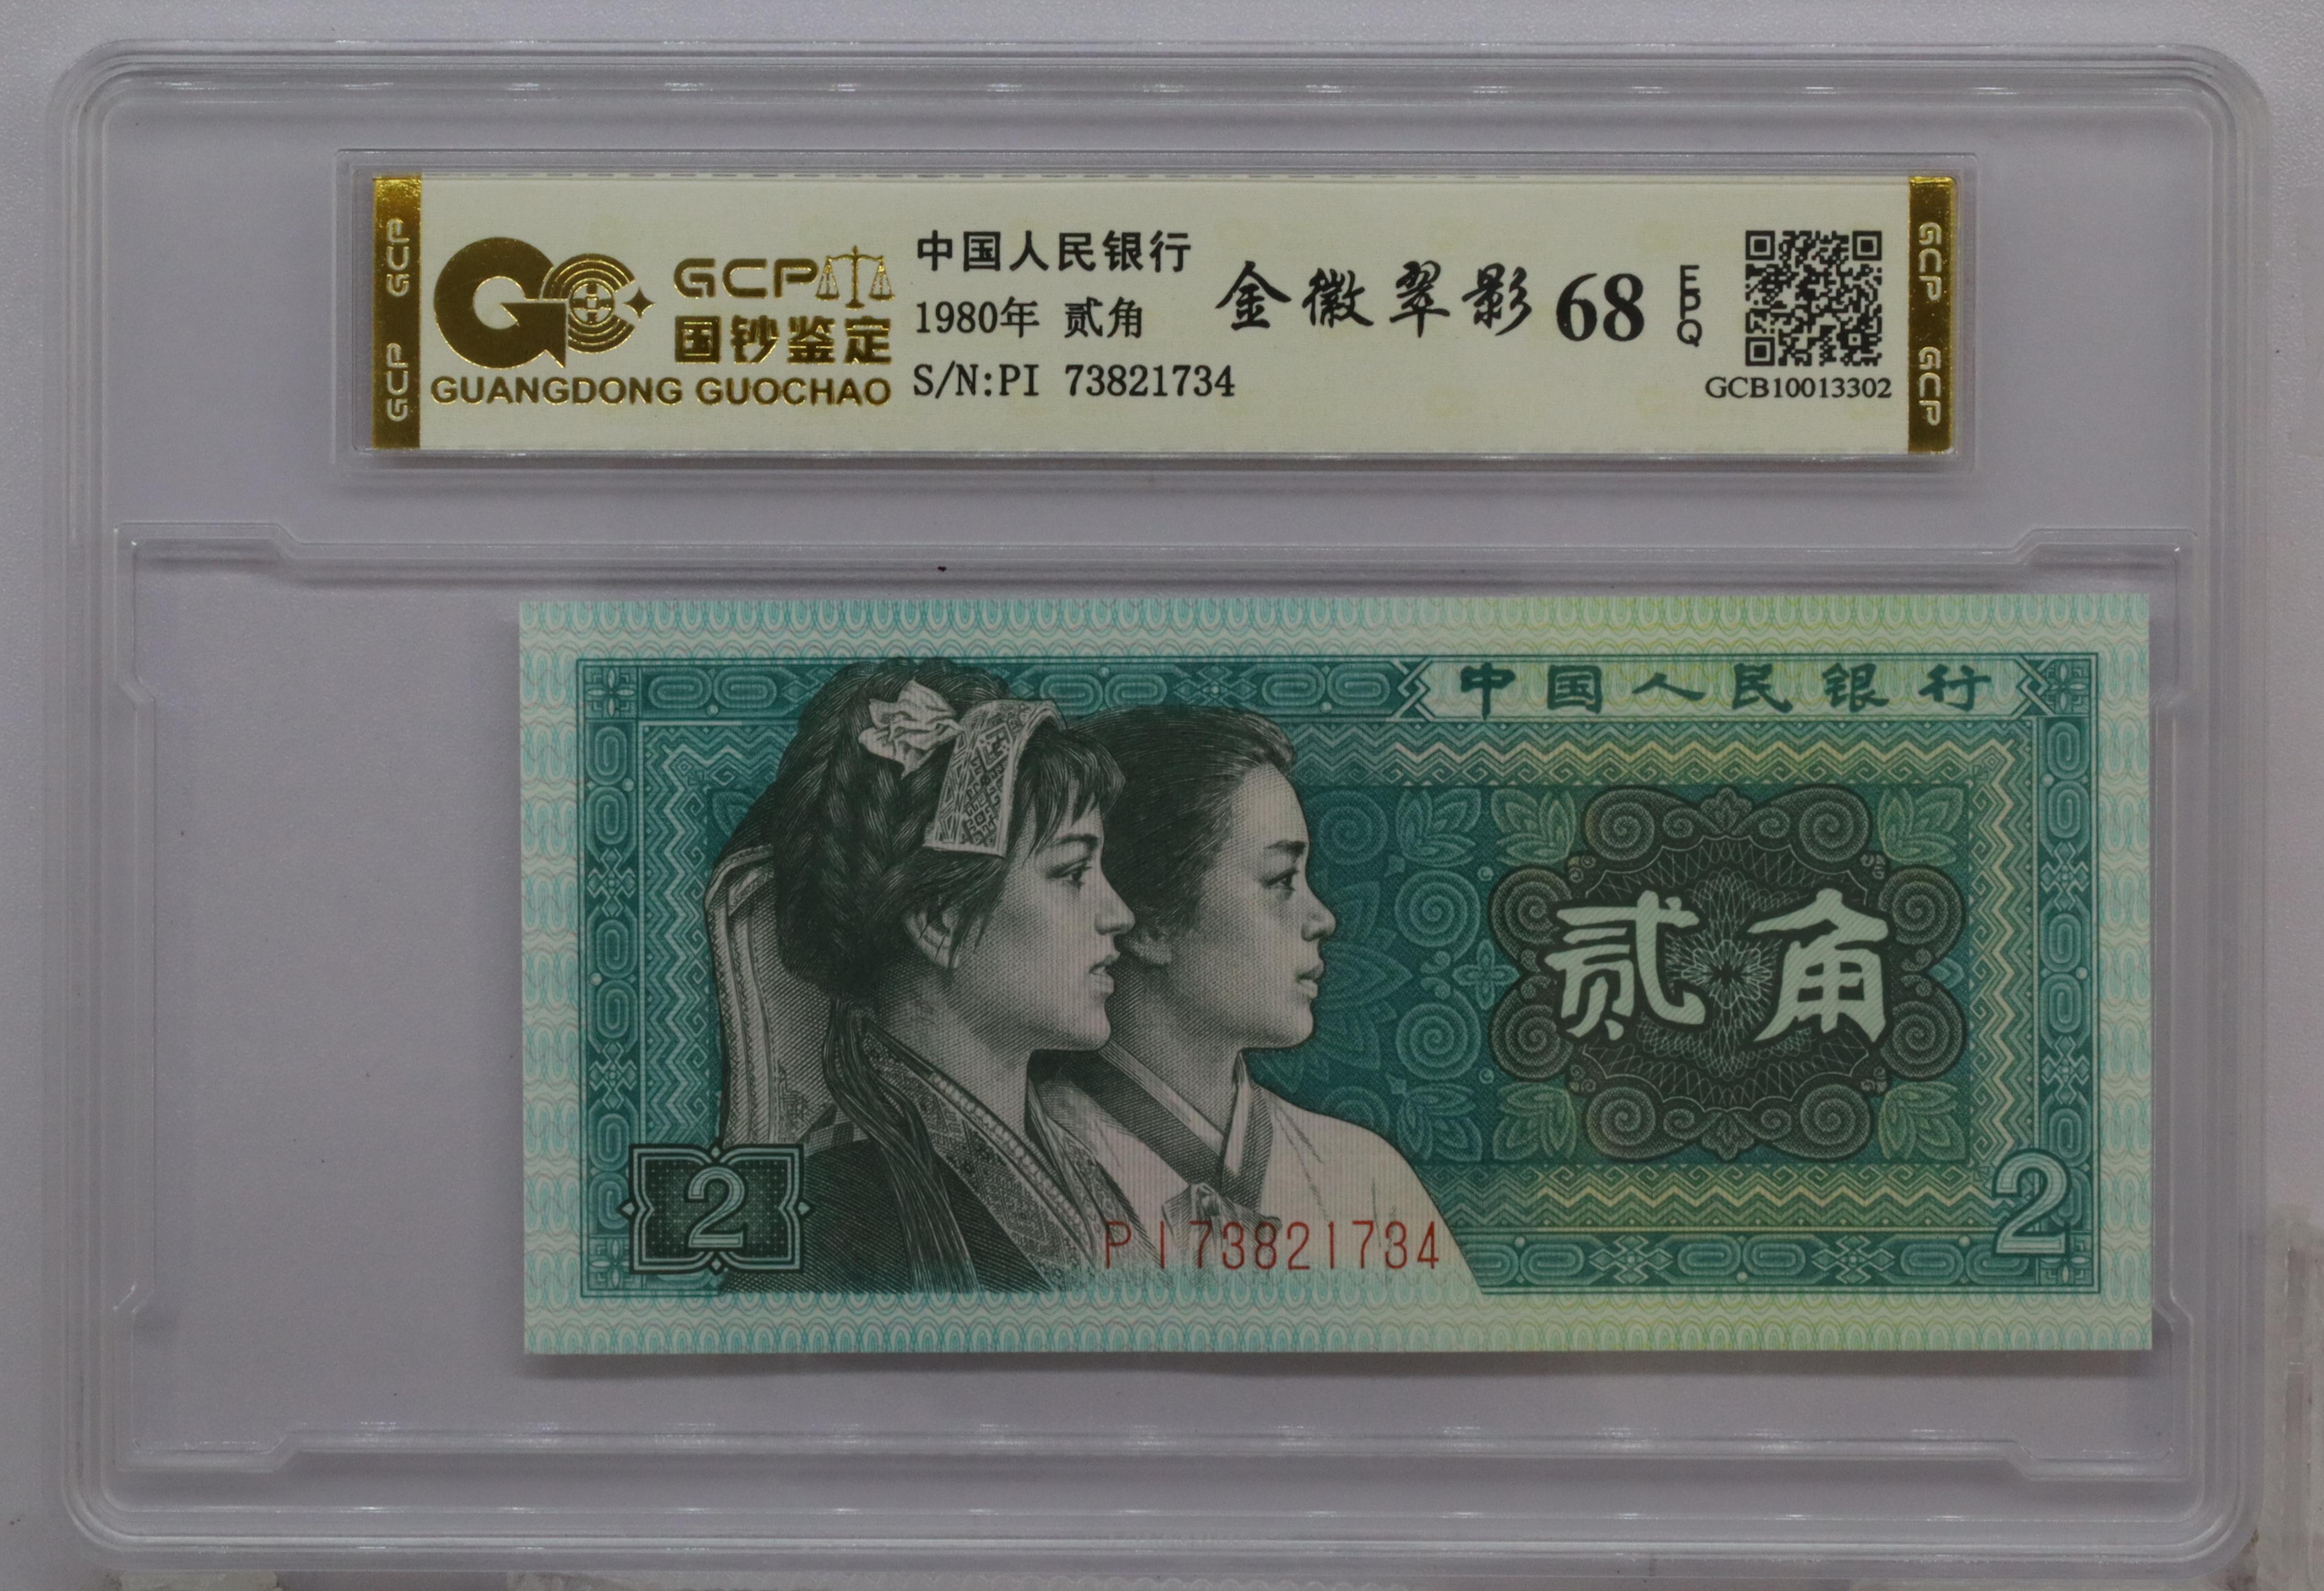 GCP
GCP
GCP
国钞鉴定
GUANGDONG GUOCHAO
中国人民银行
1980年 贰角
S/N:PI 73821734
金徽翠影 68 EPQ
GCB10013302
GCP
GCP
中国人民银行
贰角
2
PI73821734
2